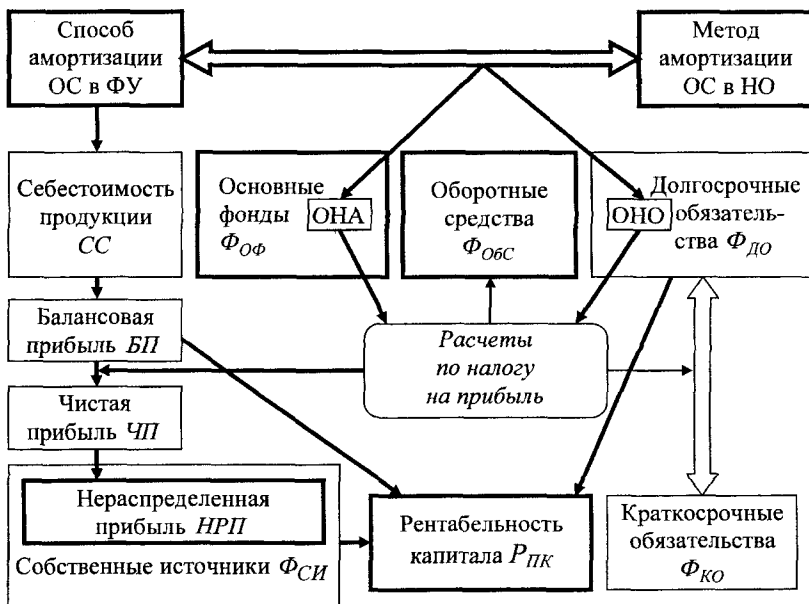 Способ
амортизации
ОС в ФУ
Метод
амортизации
ОС в НО
Себестоимость
продукции
СС
Основные
фонды
Ф_ОФ
ОНА
Оборотные
средства
Ф_ОбС
ОНО
Долгосрочные
обязатель-
ства Ф_ДО
Балансовая
прибыль БП
Расчеты
по налогу
на прибыль
Чистая
прибыль ЧП
Нераспределенная
прибыль НРП
Собственные источники Ф_СИ
Рентабельность
капитала Р_ПК
Краткосрочные
обязательства
Ф_КО